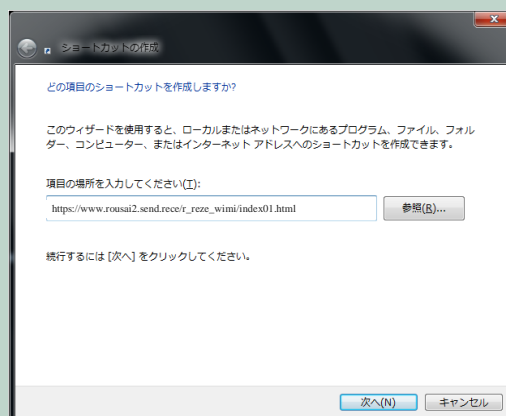 ショートカットの作成
どの項目のショートカットを作成しますか?
このウィザードを使用すると、ローカルまたはネットワークにあるプログラム、ファイル、フォル
ダー、コンピューター、またはインターネット アドレスへのショートカットを作成できます。
項目の場所を入力してください(T):
https://www.rousai2.send.rece/r_reze_wimi/index01.html
参照(R)...
続行するには [次へ] をクリックしてください。
次へ(N)
キャンセル